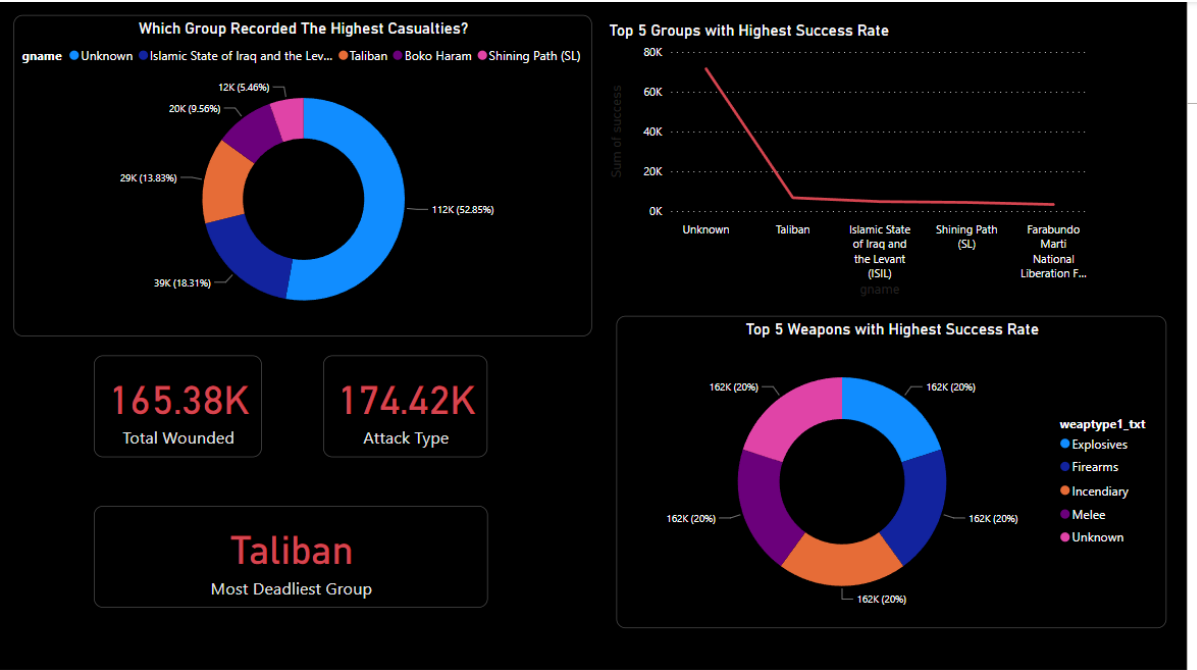 Which Group Recorded The Highest Casualties?
gname Unknown Islamic State of Iraq and the Lev... Taliban Boko Haram Shining Path (SL)
12K (5.46%)
20K (9.56%)
29K (13.83%)
112K (52.85%)
39K (18.31%)
Top 5 Groups with Highest Success Rate
80K
60K
40K
20K
0K
Sum of success
Unknown
Taliban
Islamic State
of Iraq and
the Levant
(ISIL)
Shining Path
(SL)
Farabundo
Marti
National
Liberation F...
gname
165.38K
Total Wounded
174.42K
Attack Type
Taliban
Most Deadliest Group
Top 5 Weapons with Highest Success Rate
162K (20%)
162K (20%)
162K (20%)
162K (20%)
162K (20%)
weaptype1_txt
Explosives
Firearms
Incendiary
Melee
Unknown